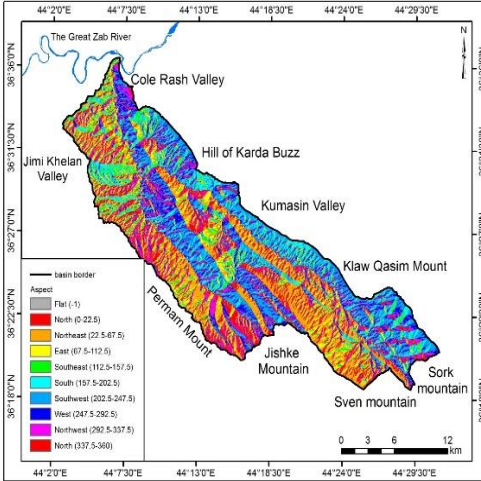 44°2'0"E 44°7'30"E 44°13'0"E 44°18'30"E 44°24'0"E 44°29'30"E
The Great Zab River
N
36°36'0"N
Cole Rash Valley
36°31'30"N
Hill of Karda Buzz
Jimi Khelan
Valley
Kumasin Valley
36°27'0"N
Klaw Qasim Mount
basin border
Aspect
Flat (-1)
North (0-22.5)
Northeast (22.5-67.5)
East (67.5-112.5)
Southeast (112.5-157.5)
South (157.5-202.5)
Southwest (202.5-247.5)
West (247.5-292.5)
Northwest (292.5-337.5)
North (337.5-360)
36°22'30"N
Permam Mount
Jishke
Mountain
Sork
mountain
36°18'0"N
Sven mountain
0 3 6 12
km
44°2'0"E 44°7'30"E 44°13'0"E 44°18'30"E 44°24'0"E 44°29'30"E